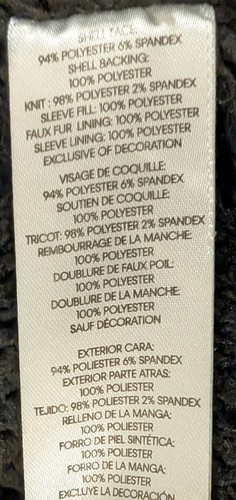 SHELL FACE:
94% POLYESTER 6% SPANDEX
SHELL BACKING:
100% POLYESTER
KNIT : 98% POLYESTER 2% SPANDEX
SLEEVE FILL: 100% POLYESTER
FAUX FUR LINING: 100% POLYESTER
SLEEVE LINING: 100% POLYESTER
EXCLUSIVE OF DECORATION
VISAGE DE COQUILLE:
94% POLYESTER 6% SPANDEX
SOUTIEN DE COQUILLE:
100% POLYESTER
TRICOT: 98% POLYESTER 2% SPANDEX
REMBOURRAGE DE LA MANCHE:
100% POLYESTER
DOUBLURE DE FAUX POIL:
100% POLYESTER
DOUBLURE DE LA MANCHE:
100% POLYESTER
SAUF DÉCORATION
EXTERIOR CARA:
94% POLIESTER 6% SPANDEX
EXTERIOR PARTE ATRAS:
100% POLIESTER
TEJIDO: 98% POLIESTER 2% SPANDEX
RELLENO DE LA MANGA:
100% POLIESTER
FORRO DE PIEL SINTÉTICA:
100% POLIESTER
FORRO DE LA MANGA:
100% POLIESTER
EXCLUYE LA DECORACIÓN